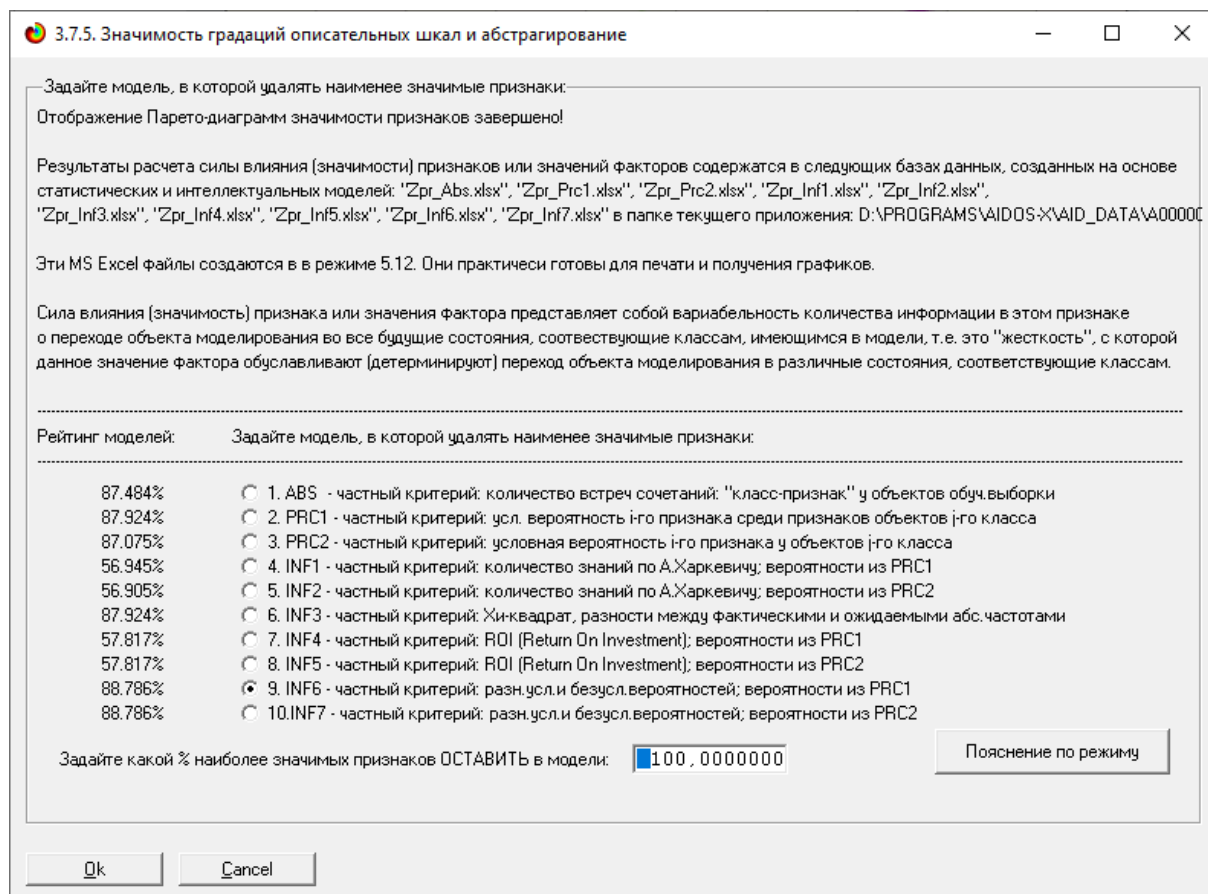 3.7.5. Значимость градаций описательных шкал и абстрагирование
Задайте модель, в которой удалять наименее значимые признаки:
Отображение Парето-диаграмм значимости признаков завершено!
Результаты расчета силы влияния (значимости) признаков или значений факторов содержатся в следующих базах данных, созданных на основе
статистических и интеллектуальных моделей: "Zpr_Abs.xlsx", "Zpr_Prc1.xlsx", "Zpr_Prc2.xlsx", "Zpr_Inf1.xlsx", "Zpr_Inf2.xlsx",
"Zpr_Inf3.xlsx", "Zpr_Inf4.xlsx", "Zpr_Inf5.xlsx", "Zpr_Inf6.xlsx", "Zpr_Inf7.xlsx" в папке текущего приложения: D:\PROGRAMS\AIDOS-X\AID_DATA\A00000
Эти MS Excel файлы создаются в в режиме 5.12. Они практичеси готовы для печати и получения графиков.
Сила влияния (значимость) признака или значения фактора представляет собой вариабельность количества информации в этом признаке
о переходе объекта моделирования во все будущие состояния, соотвествующие классам, имеющимся в модели, т.е. это "жесткость", с которой
данное значение фактора обуславливают (детерминируют) переход объекта моделирования в различные состояния, соответствующие классам.
Рейтинг моделей: Задайте модель, в которой удалять наименее значимые признаки:
87.484% 1. ABS - частный критерий: количество встреч сочетаний: "класс-признак" у объектов обуч.выборки
87.924% 2. PRC1 - частный критерий: усл. вероятность i-го признака среди признаков объектов j-го класса
87.075% 3. PRC2 - частный критерий: условная вероятность i-го признака у объектов j-го класса
56.945% 4. INF1 - частный критерий: количество знаний по А.Харкевичу; вероятности из PRC1
56.905% 5. INF2 - частный критерий: количество знаний по А.Харкевичу; вероятности из PRC2
87.924% 6. INF3 - частный критерий: Хи-квадрат, разности между фактическими и ожидаемыми абс.частотами
57.817% 7. INF4 - частный критерий: ROI (Return On Investment); вероятности из PRC1
57.817% 8. INF5 - частный критерий: ROI (Return On Investment); вероятности из PRC2
88.786% 9. INF6 - частный критерий: разн.усл.и безусл.вероятностей; вероятности из PRC1
88.786% 10.INF7 - частный критерий: разн.усл.и безусл.вероятностей; вероятности из PRC2
Задайте какой % наиболее значимых признаков ОСТАВИТЬ в модели: 100,0000000 Пояснение по режиму
Ok Cancel